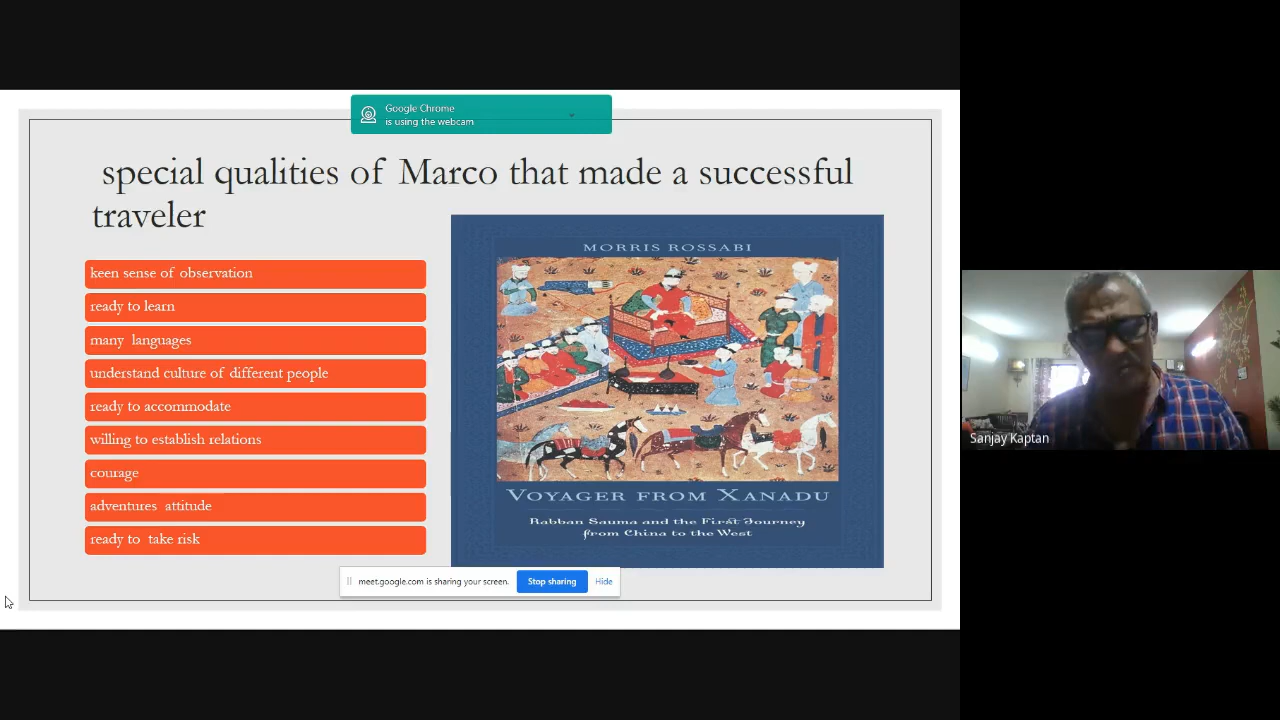 Google Chrome
is using the webcam
special qualities of Marco that made a successful
traveler
keen sense of observation
ready to learn
many languages
understand culture of different people
ready to accommodate
willing to establish relations
courage
adventures attitude
ready to take risk
MORRIS ROSSABI
VOYAGER FROM XANADU
Rabban Sauma and the First Journey
from China to the West
meet.google.com is sharing your screen.
Stop sharing
Hide
Sanjay Kaptan